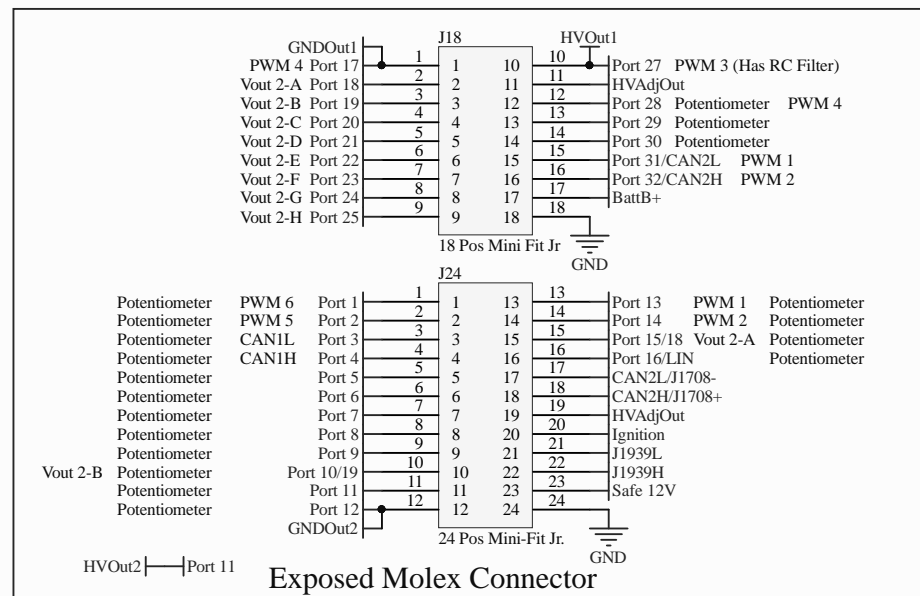 J18
HVOut1
GNDOut1
PWM 4 Port 17 1 1 10 10 Port 27 PWM 3 (Has RC Filter)
Vout 2-A Port 18 2 2 11 11 HVAdjOut
Vout 2-B Port 19 3 3 12 12 Port 28 Potentiometer PWM 4
Vout 2-C Port 20 4 4 13 13 Port 29 Potentiometer
Vout 2-D Port 21 5 5 14 14 Port 30 Potentiometer
Vout 2-E Port 22 6 6 15 15 Port 31/CAN2L PWM 1
Vout 2-F Port 23 7 7 16 16 Port 32/CAN2H PWM 2
Vout 2-G Port 24 8 8 17 17 BattB+
Vout 2-H Port 25 9 9 18 18
18 Pos Mini Fit Jr
GND
J24
Potentiometer PWM 6 Port 1 1 1 13 13 Port 13 PWM 1 Potentiometer
Potentiometer PWM 5 Port 2 2 2 14 14 Port 14 PWM 2 Potentiometer
Potentiometer CAN1L Port 3 3 3 15 15 Port 15/18 Vout 2-A Potentiometer
Potentiometer CAN1H Port 4 4 4 16 16 Port 16/LIN Potentiometer
Potentiometer Port 5 5 5 17 17 CAN2L/J1708-
Potentiometer Port 6 6 6 18 18 CAN2H/J1708+
Potentiometer Port 7 7 7 19 19 HVAdjOut
Potentiometer Port 8 8 8 20 20 Ignition
Potentiometer Port 9 9 9 21 21 J1939L
Vout 2-B Potentiometer Port 10/19 10 10 22 22 J1939H
Potentiometer Port 11 11 11 23 23 Safe 12V
Potentiometer Port 12 12 12 24 24
GNDOut2
24 Pos Mini-Fit Jr.
GND
HVOut2 Port 11
Exposed Molex Connector